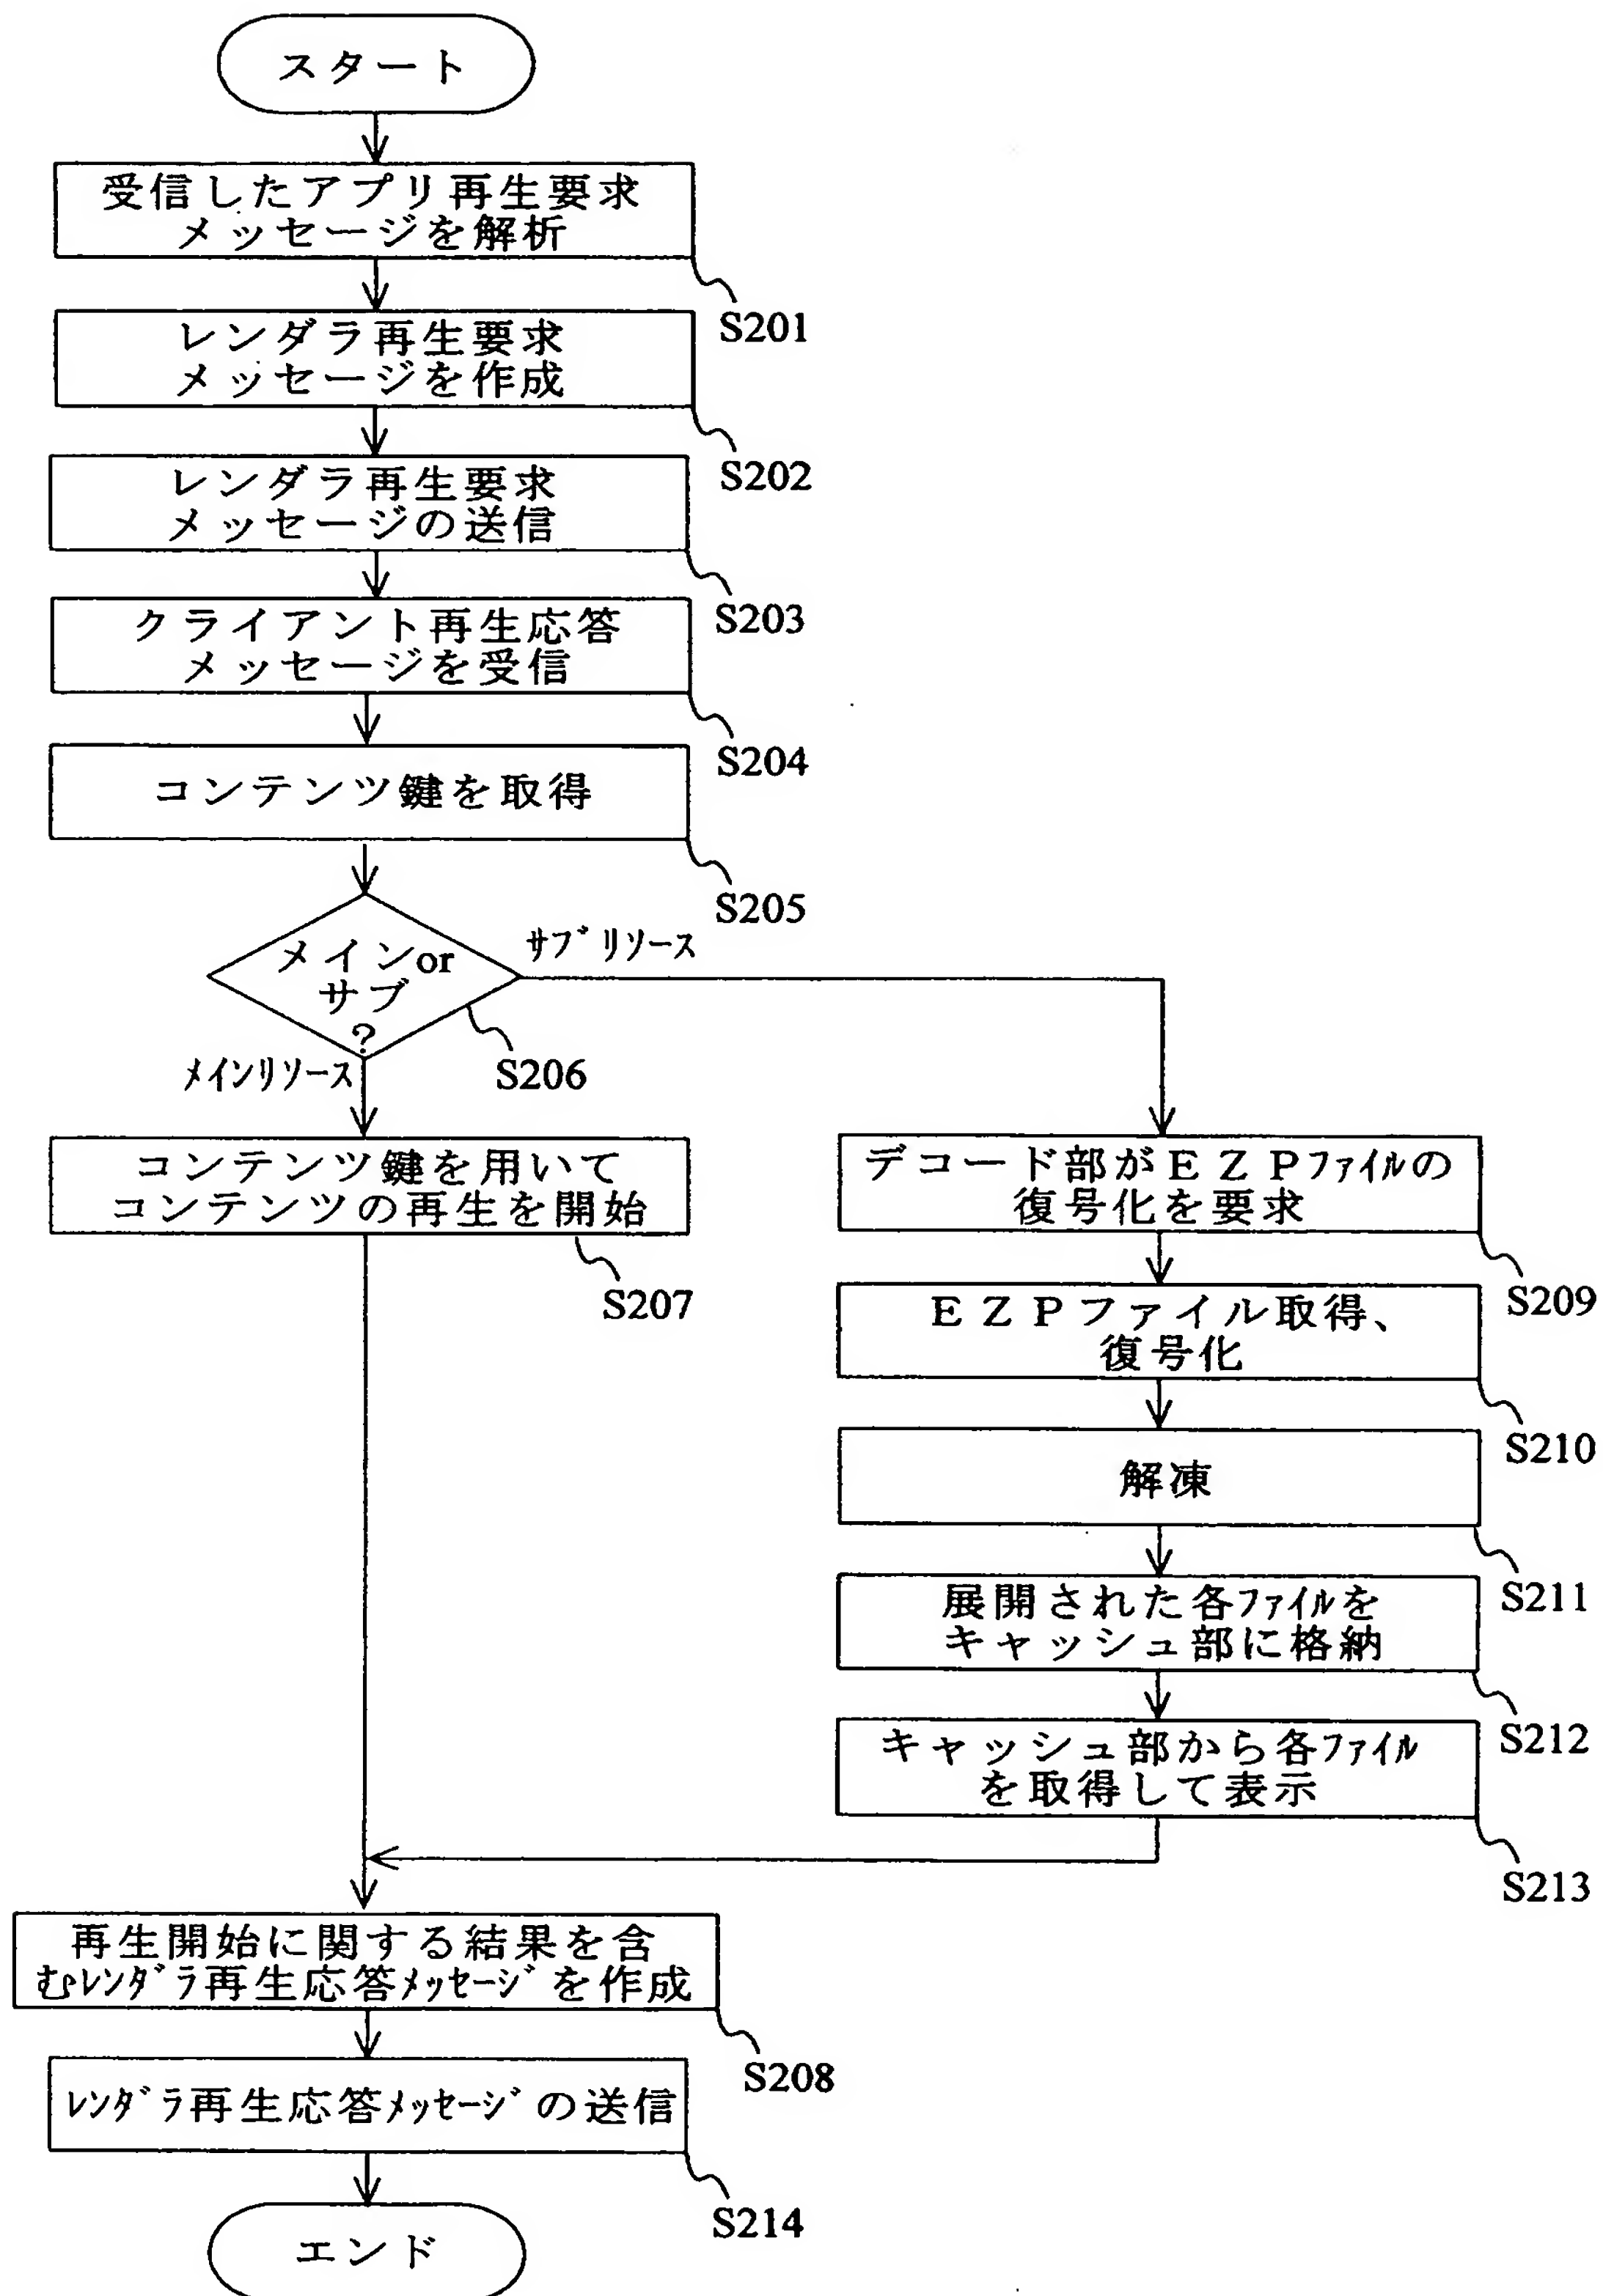 スタート
受信したアプリ再生要求
メッセージを解析
S201
レンダラ再生要求
メッセージを作成
S202
レンダラ再生要求
メッセージの送信
S203
クライアント再生応答
メッセージを受信
S204
コンテンツ鍵を取得
S205
メインor
サブ
?
S206
サブリソース
メインリソース
コンテンツ鍵を用いて
コンテンツの再生を開始
S207
デコード部がEZPファイルの
復号化を要求
S209
EZPファイル取得、
復号化
S210
解凍
S211
展開された各ファイルを
キャッシュ部に格納
S212
キャッシュ部から各ファイル
を取得して表示
S213
再生開始に関する結果を含
むレンダラ再生応答メッセージを作成
S208
レンダラ再生応答メッセージの送信
S214
エンド